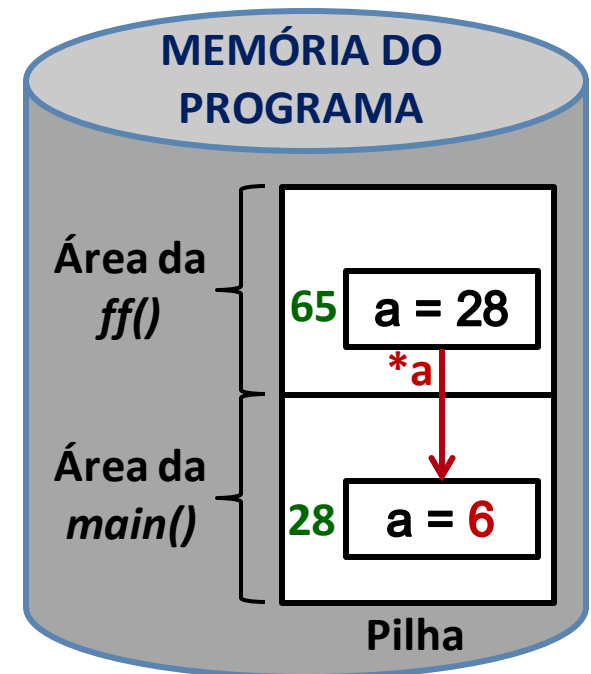 MEMÓRIA DO
PROGRAMA
Área da
ff()
65
a = 28
*a
Área da
main()
28
a = 6
Pilha